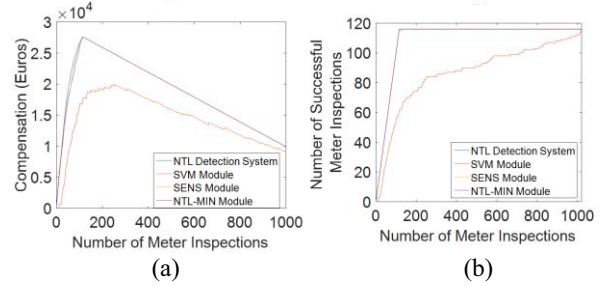 3 × 10⁴
Compensation (Euros)
2.5
2
1.5
1
0.5
0
NTL Detection System
SVM Module
SENS Module
NTL-MIN Module
0 200 400 600 800 1000
Number of Meter Inspections
(a)
Number of Successful
Meter Inspections
120
100
80
60
40
20
0
NTL Detection System
SVM Module
SENS Module
NTL-MIN Module
0 200 400 600 800 1000
Number of Meter Inspections
(b)